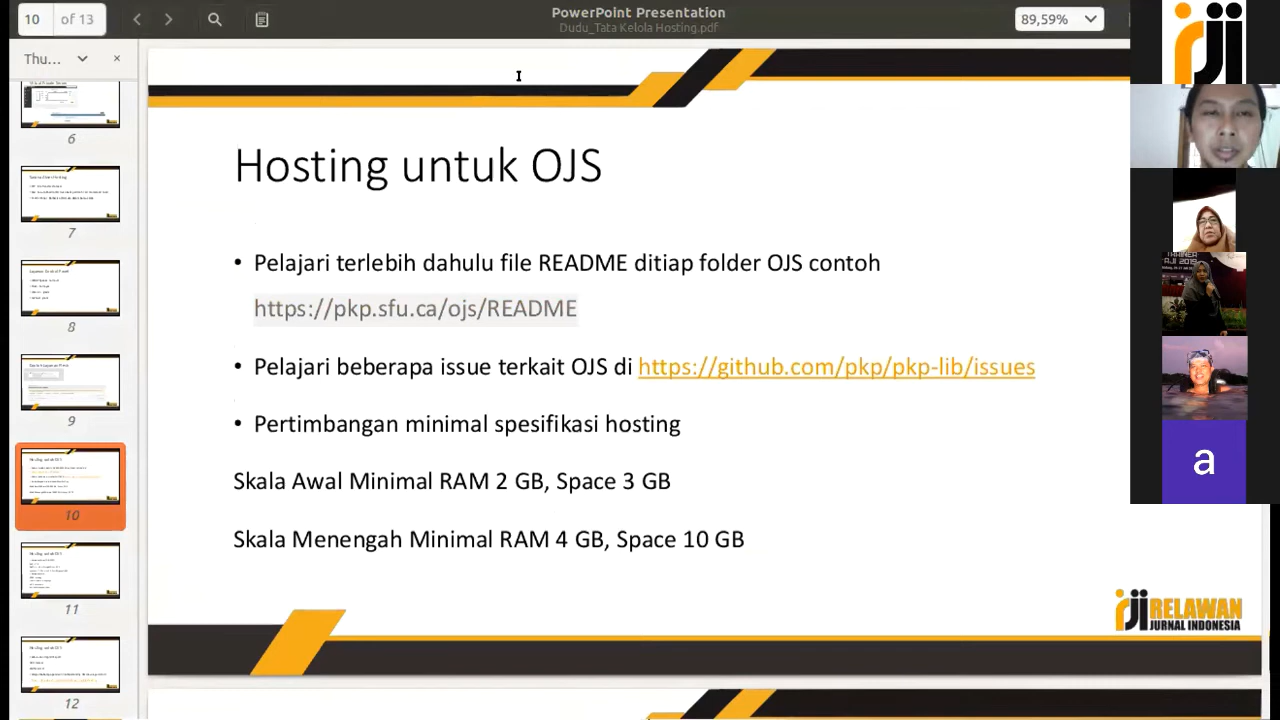 10 of 13
PowerPoint Presentation
Dudu_Tata Kelola Hosting.pdf
89,59%
Thu...
6
7
8
9
10
11
12
Hosting untuk OJS
• Pelajari terlebih dahulu file README ditiap folder OJS contoh
https://pkp.sfu.ca/ojs/README
• Pelajari beberapa issue terkait OJS di https://github.com/pkp/pkp-lib/issues
• Pertimbangan minimal spesifikasi hosting
Skala Awal Minimal RAM 2 GB, Space 3 GB
Skala Menengah Minimal RAM 4 GB, Space 10 GB
rji RELAWAN
JURNAL INDONESIA
rji
a